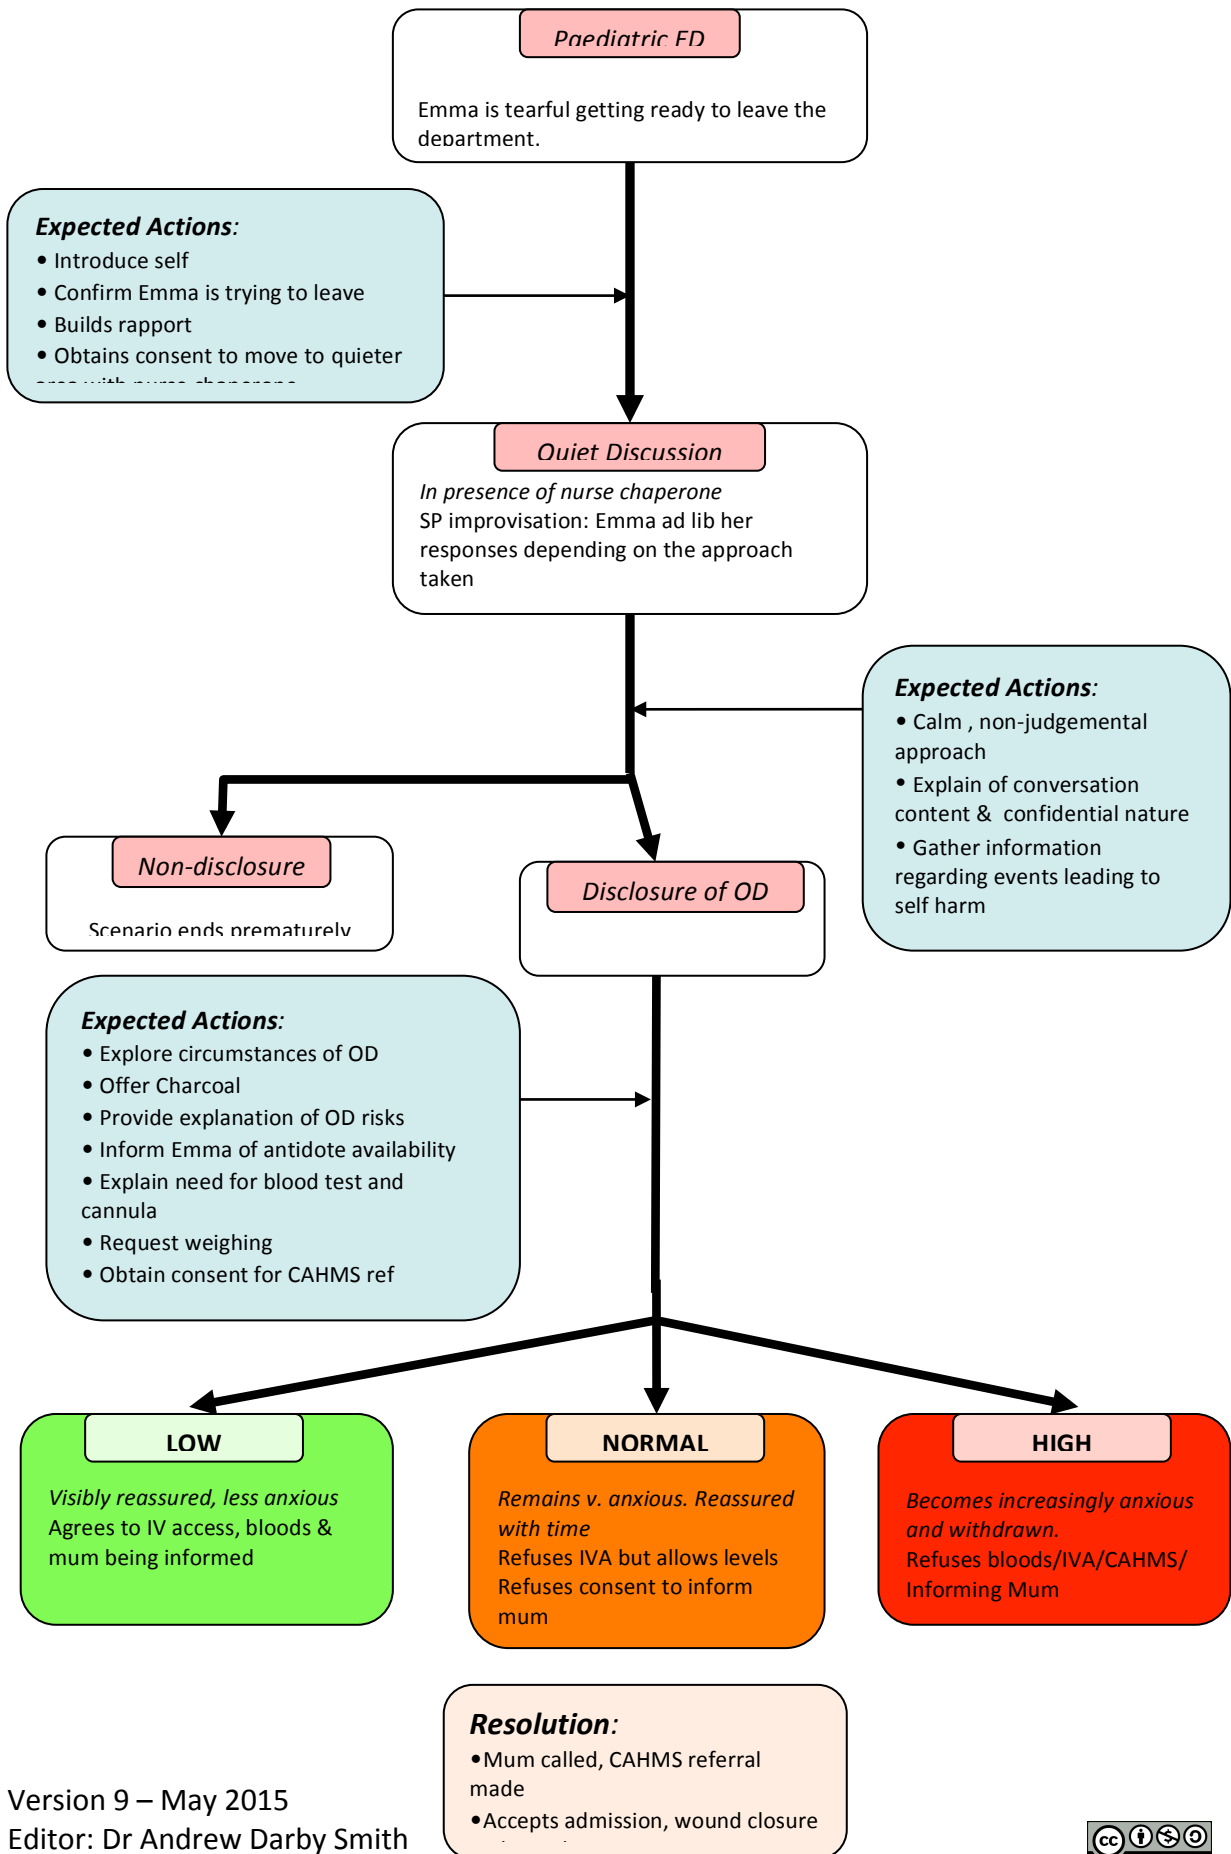 Paediatric ED
Emma is tearful getting ready to leave the
department.
Expected Actions:
• Introduce self
• Confirm Emma is trying to leave
• Builds rapport
• Obtains consent to move to quieter
area with nurse chaperone
Quiet Discussion
In presence of nurse chaperone
SP improvisation: Emma ad lib her
responses depending on the approach
taken
Expected Actions:
• Calm , non-judgemental
approach
• Explain of conversation
content & confidential nature
• Gather information
regarding events leading to
self harm
Non-disclosure
Scenario ends prematurely
Disclosure of OD
Expected Actions:
• Explore circumstances of OD
• Offer Charcoal
• Provide explanation of OD risks
• Inform Emma of antidote availability
• Explain need for blood test and
cannula
• Request weighing
• Obtain consent for CAHMS ref
LOW
Visibly reassured, less anxious
Agrees to IV access, bloods &
mum being informed
NORMAL
Remains v. anxious. Reassured
with time
Refuses IVA but allows levels
Refuses consent to inform
mum
HIGH
Becomes increasingly anxious
and withdrawn.
Refuses bloods/IVA/CAHMS/
Informing Mum
Resolution:
•Mum called, CAHMS referral
made
•Accepts admission, wound closure
Version 9 – May 2015
Editor: Dr Andrew Darby Smith
cc